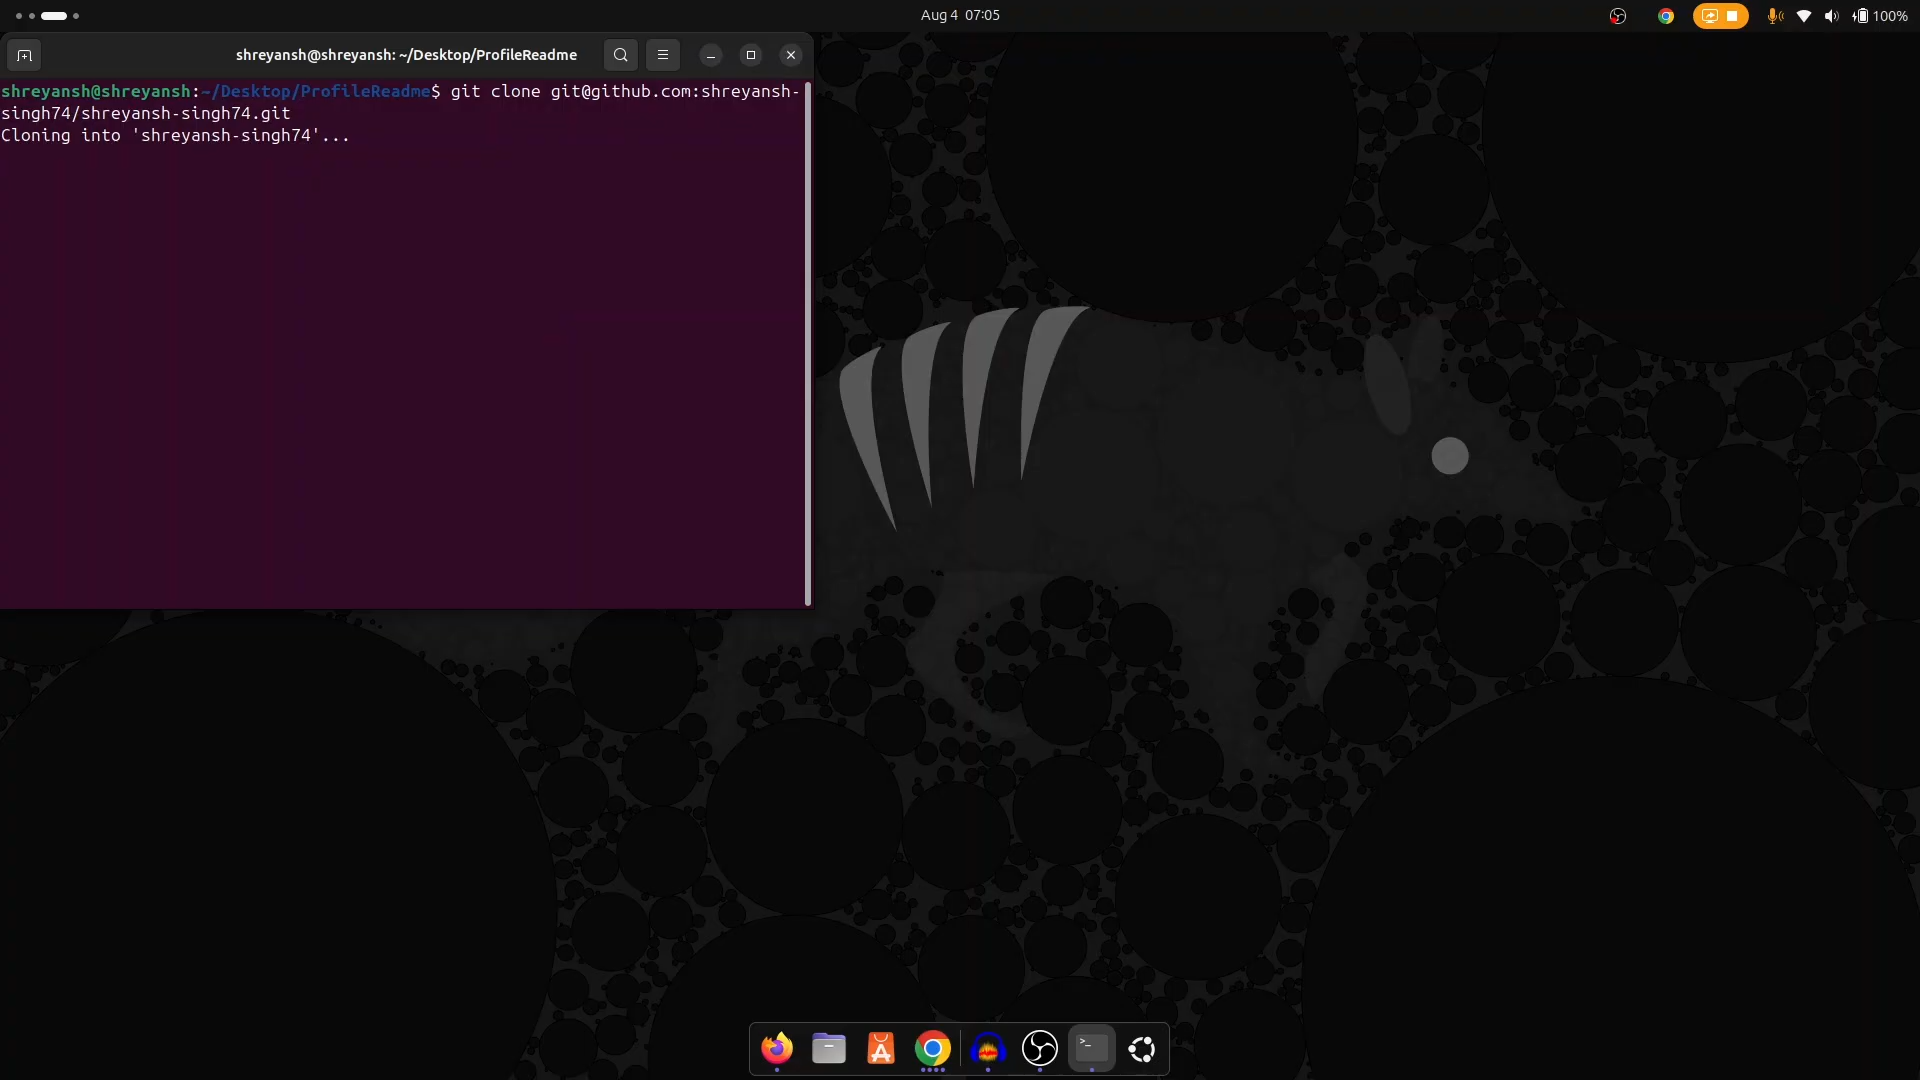 Aug 4 07:05
100%
shreyansh@shreyansh: ~/Desktop/ProfileReadme
shreyansh@shreyansh:~/Desktop/ProfileReadme$ git clone git@github.com:shreyansh-
singh74/shreyansh-singh74.git
Cloning into 'shreyansh-singh74'...